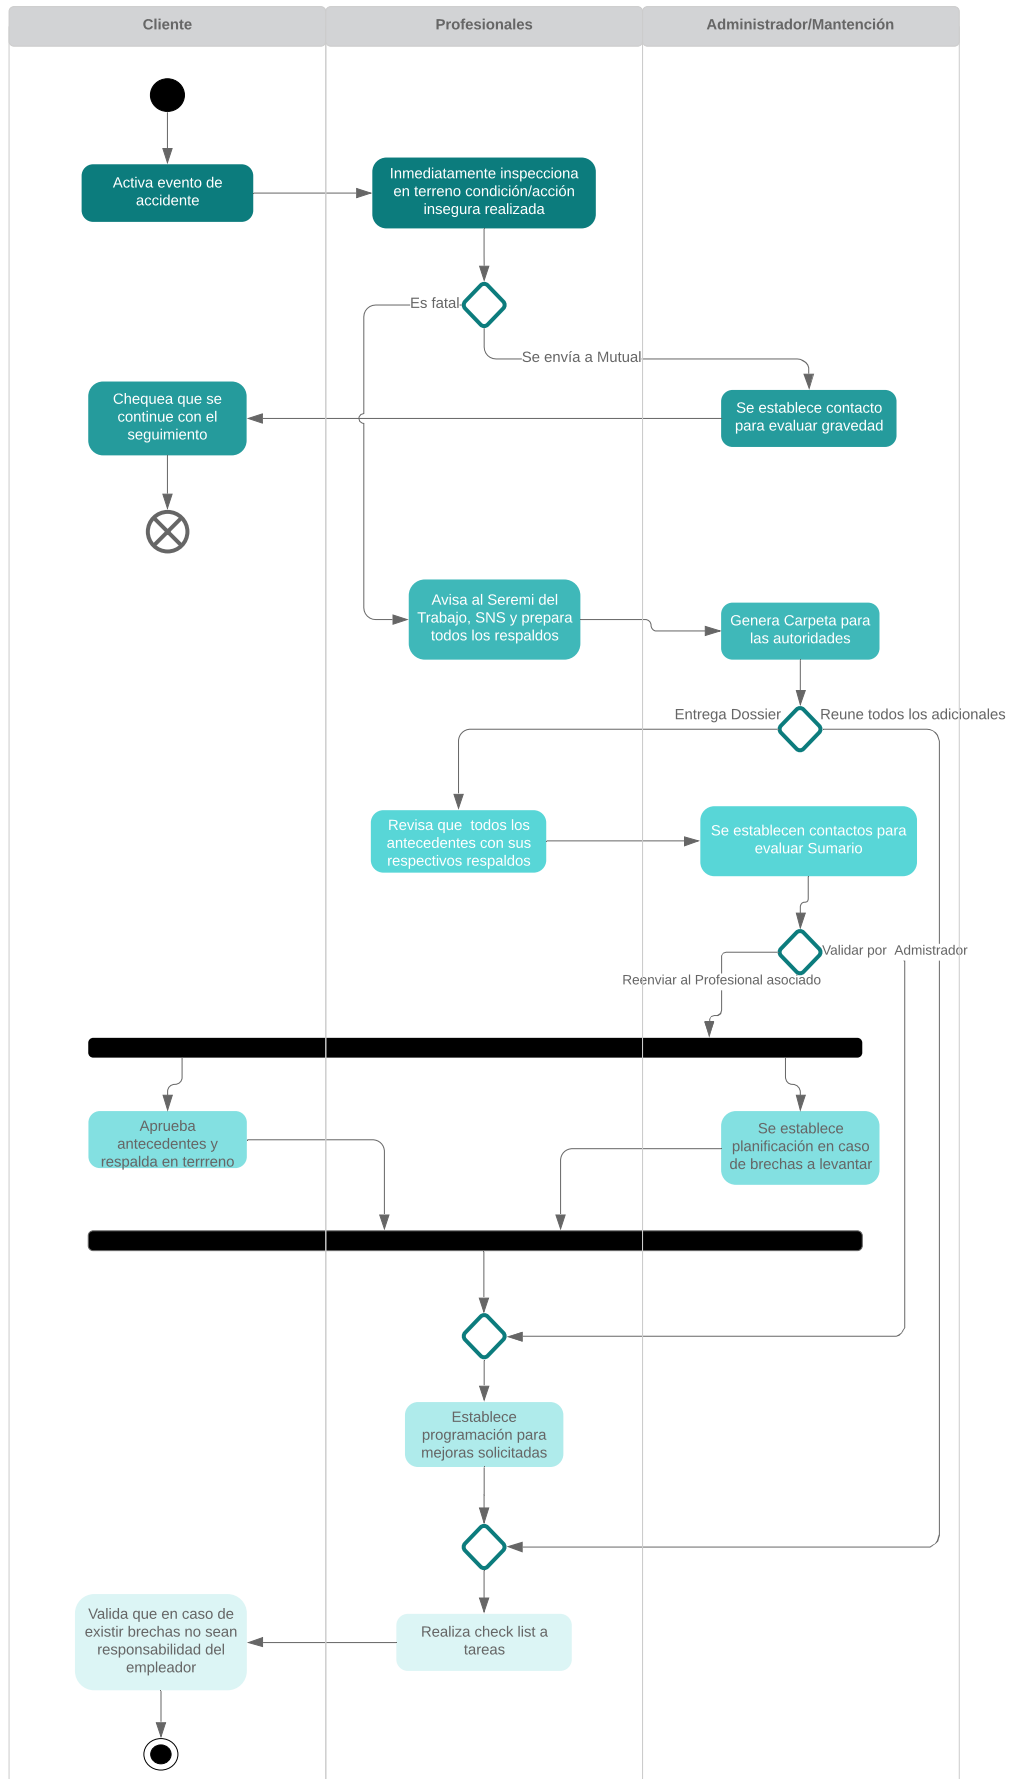 Cliente
Profesionales
Administrador/Mantención
Activa evento de
accidente
Inmediatamente inspecciona
en terreno condición/acción
insegura realizada
Es fatal
Se envía a Mutual
Chequea que se
continue con el
seguimiento
Se establece contacto
para evaluar gravedad
Avisa al Seremi del
Trabajo, SNS y prepara
todos los respaldos
Genera Carpeta para
las autoridades
Entrega Dossier
Reune todos los adicionales
Revisa que  todos los
antecedentes con sus
respectivos respaldos
Se establecen contactos para
evaluar Sumario
Validar por  Admistrador
Reenviar al Profesional asociado
Aprueba
antecedentes y
respalda en terrreno
Se establece
planificación en caso
de brechas a levantar
Establece
programación para
mejoras solicitadas
Valida que en caso de
existir brechas no sean
responsabilidad del
empleador
Realiza check list a
tareas